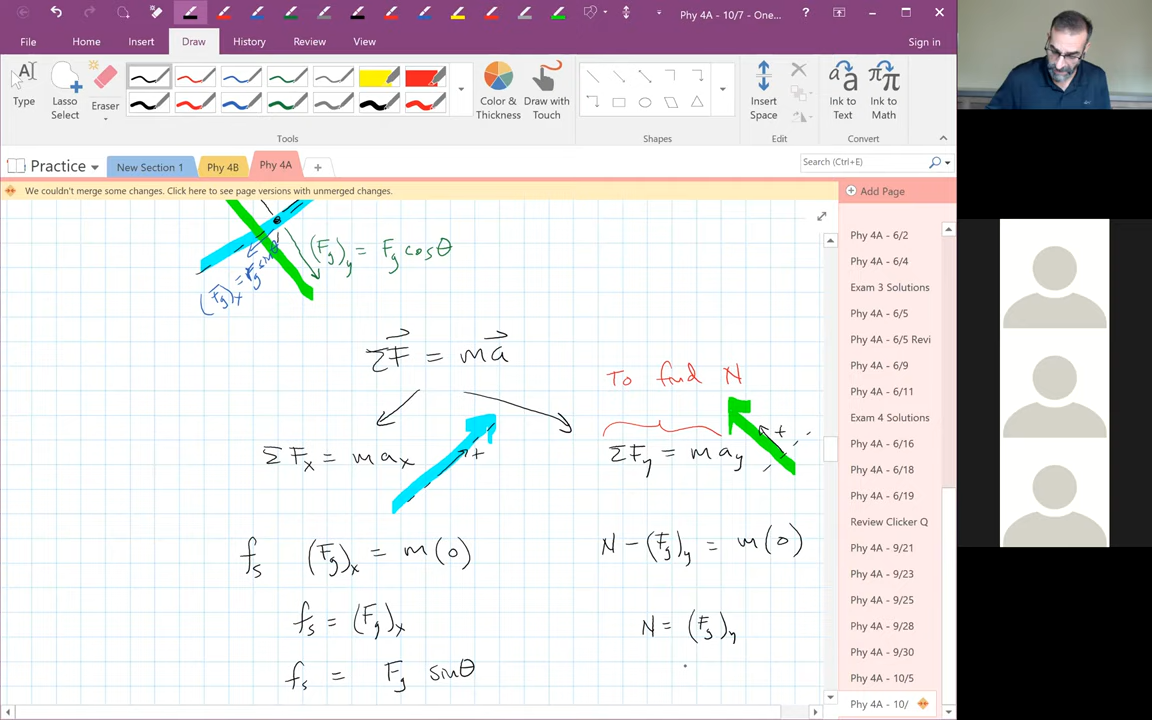 Phy 4A - 10/7 - One...
File Home Insert Draw History Review View Sign in
Type
Lasso Select
Eraser
Color & Thickness
Draw with Touch
Insert Space
Ink to Text
Ink to Math
Tools Shapes Edit Convert
Practice New Section 1 Phy 4B Phy 4A Search (Ctrl+E)
We couldn't merge some changes. Click here to see page versions with unmerged changes.
Add Page
Phy 4A - 6/2
Phy 4A - 6/4
Exam 3 Solutions
Phy 4A - 6/5
Phy 4A - 6/5 Revi
Phy 4A - 6/9
Phy 4A - 6/11
Exam 4 Solutions
Phy 4A - 6/16
Phy 4A - 6/18
Phy 4A - 6/19
Review Clicker Q
Phy 4A - 9/21
Phy 4A - 9/23
Phy 4A - 9/25
Phy 4A - 9/28
Phy 4A - 9/30
Phy 4A - 10/5
Phy 4A - 10/
(Fg)y = Fg cosθ
(Fg)x = Fg sinθ
ΣF = ma
To find N
ΣFx = max +
ΣFy = m ay +
fs (Fg)x = m(0)
N - (Fg)y = m(0)
fs = (Fg)x
N = (Fg)y
fs = Fg sinθ